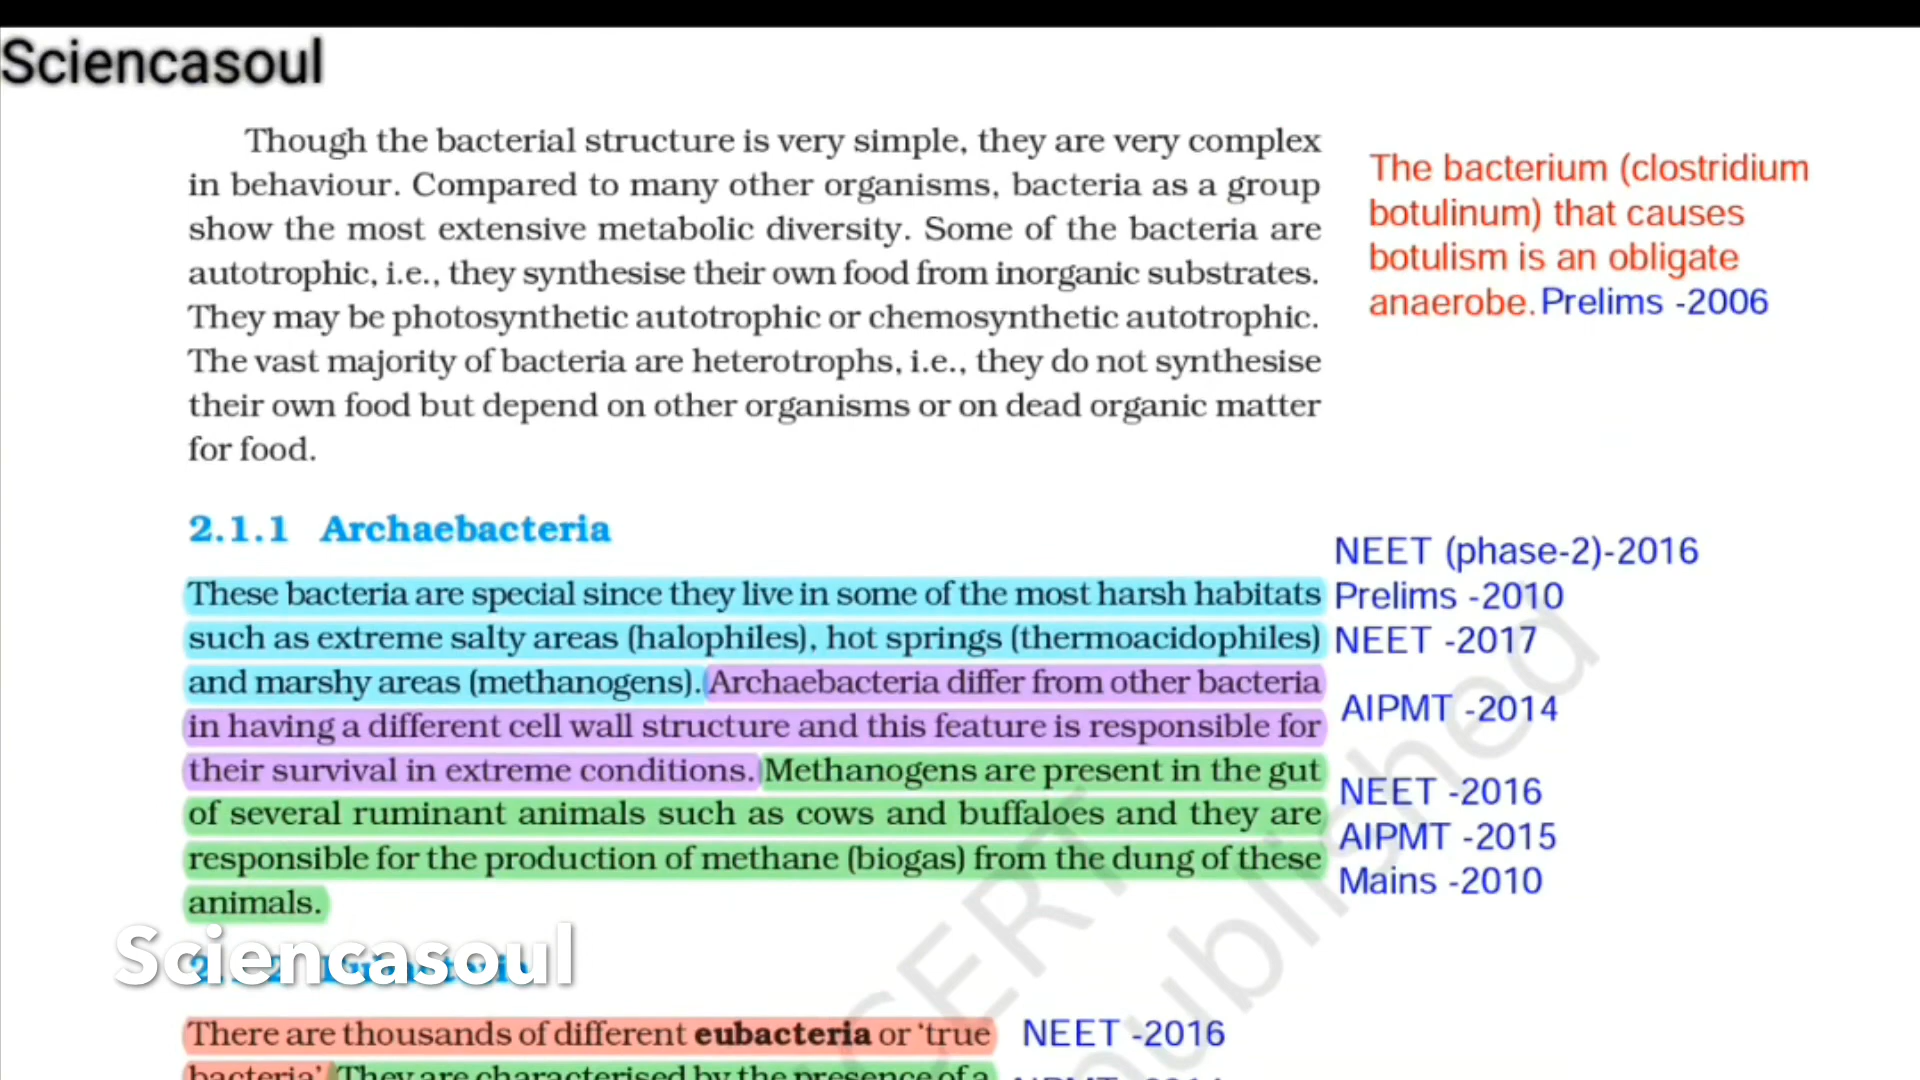 Sciencasoul
Though the bacterial structure is very simple, they are very complex
in behaviour. Compared to many other organisms, bacteria as a group
show the most extensive metabolic diversity. Some of the bacteria are
autotrophic, i.e., they synthesise their own food from inorganic substrates.
They may be photosynthetic autotrophic or chemosynthetic autotrophic.
The vast majority of bacteria are heterotrophs, i.e., they do not synthesise
their own food but depend on other organisms or on dead organic matter
for food.
The bacterium (clostridium
botulinum) that causes
botulism is an obligate
anaerobe. Prelims -2006
2.1.1 Archaebacteria
These bacteria are special since they live in some of the most harsh habitats
such as extreme salty areas (halophiles), hot springs (thermoacidophiles)
and marshy areas (methanogens). Archaebacteria differ from other bacteria
in having a different cell wall structure and this feature is responsible for
their survival in extreme conditions. Methanogens are present in the gut
of several ruminant animals such as cows and buffaloes and they are
responsible for the production of methane (biogas) from the dung of these
animals.
NEET (phase-2)-2016
Prelims -2010
NEET -2017
AIPMT -2014
NEET -2016
AIPMT -2015
Mains -2010
Sciencasoul
There are thousands of different eubacteria or ‘true
bacteria’. They are characterised by the presence of a
NEET -2016
published